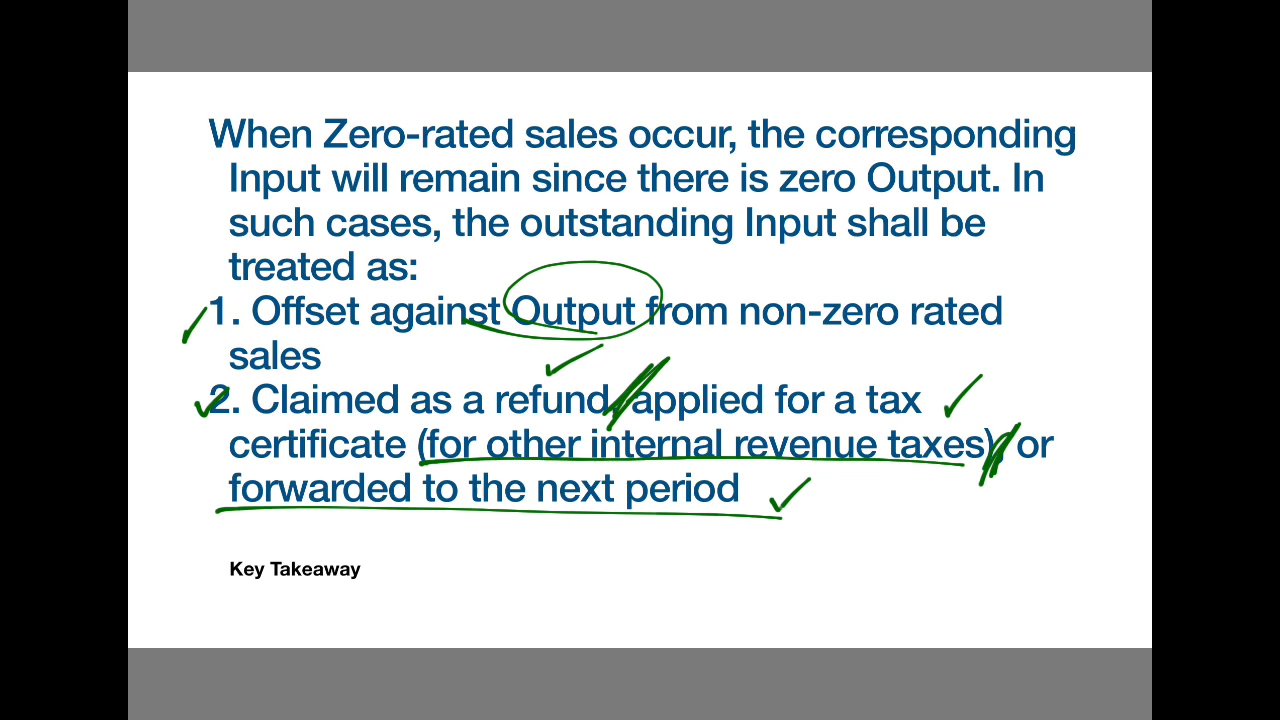 When Zero-rated sales occur, the corresponding
Input will remain since there is zero Output. In
such cases, the outstanding Input shall be
treated as:
1. Offset against Output from non-zero rated
sales
2. Claimed as a refund, applied for a tax
certificate (for other internal revenue taxes), or
forwarded to the next period
Key Takeaway